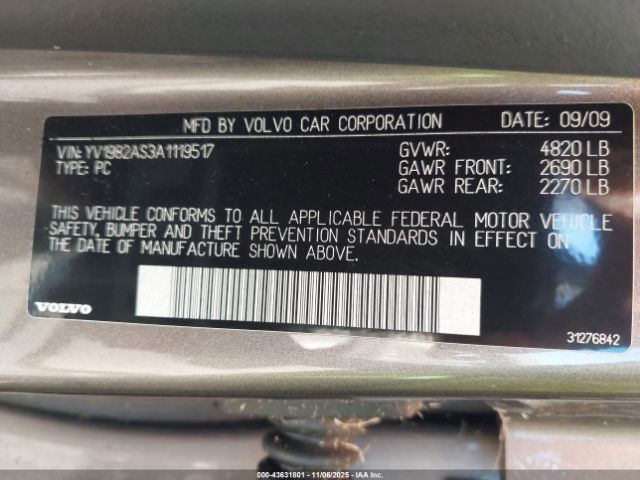 MFD BY VOLVO CAR CORPORATION DATE: 09/09
VIN: YV1982AS3A1119517 GVWR: 4820 LB
TYPE: PC GAWR FRONT: 2690 LB
GAWR REAR: 2270 LB
THIS VEHICLE CONFORMS TO ALL APPLICABLE FEDERAL MOTOR VEHICLE
SAFETY, BUMPER AND THEFT PREVENTION STANDARDS IN EFFECT ON
THE DATE OF MANUFACTURE SHOWN ABOVE.
VOLVO
31276842
000-43631801 - 11/06/2025 - IAAI, Corp.